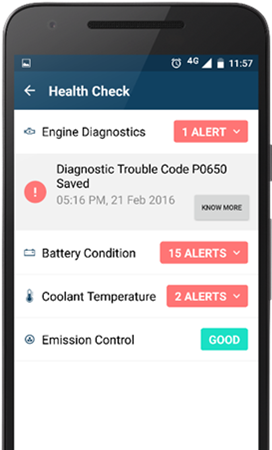 4G 11:57
Health Check
Engine Diagnostics 1 ALERT
Diagnostic Trouble Code P0650
Saved
05:16 PM, 21 Feb 2016
KNOW MORE
Battery Condition 15 ALERTS
Coolant Temperature 2 ALERTS
Emission Control GOOD